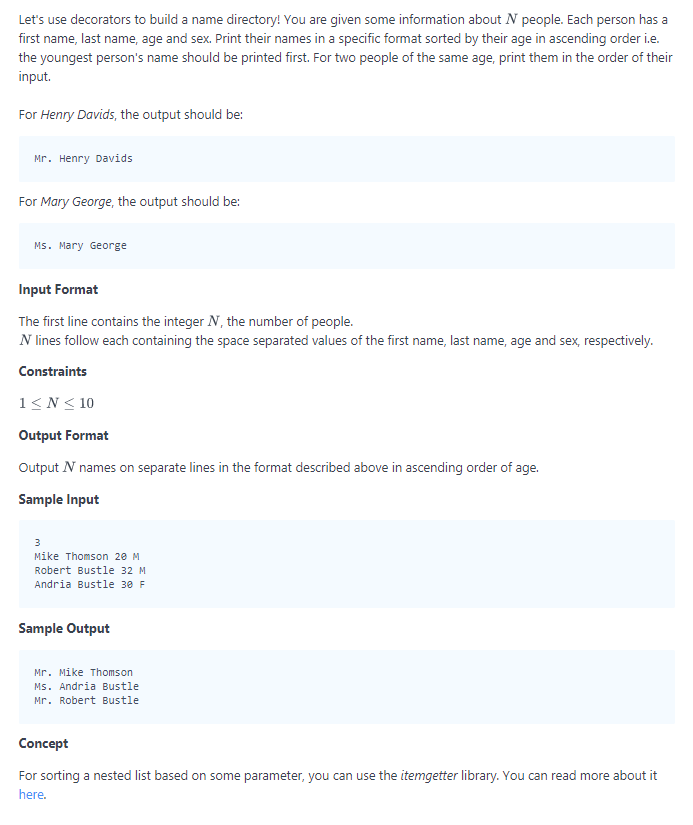 Let's use decorators to build a name directory! You are given some information about N people. Each person has a
first name, last name, age and sex. Print their names in a specific format sorted by their age in ascending order i.e.
the youngest person's name should be printed first. For two people of the same age, print them in the order of their
input.
For Henry Davids, the output should be:
Mr. Henry Davids
For Mary George, the output should be:
Ms. Mary George
Input Format
The first line contains the integer N, the number of people.
N lines follow each containing the space separated values of the first name, last name, age and sex, respectively.
Constraints
1 ≤ N ≤ 10
Output Format
Output N names on separate lines in the format described above in ascending order of age.
Sample Input
3
Mike Thomson 20 M
Robert Bustle 32 M
Andria Bustle 30 F
Sample Output
Mr. Mike Thomson
Ms. Andria Bustle
Mr. Robert Bustle
Concept
For sorting a nested list based on some parameter, you can use the itemgetter library. You can read more about it
here.